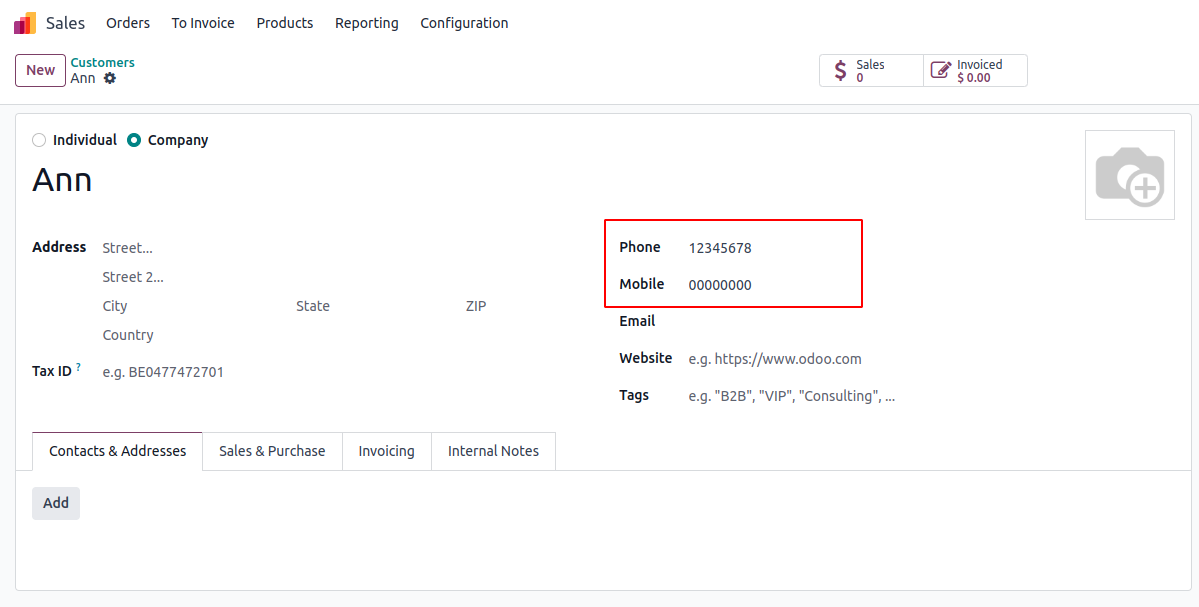 Sales Orders To Invoice Products Reporting Configuration
New Customers
Ann
Sales
0
Invoiced
$ 0.00
Individual Company
Ann
Address Street...
Street 2...
City State ZIP
Country
Tax ID ? e.g. BE0477472701
Phone 12345678
Mobile 00000000
Email
Website e.g. https://www.odoo.com
Tags e.g. "B2B", "VIP", "Consulting", ...
Contacts & Addresses Sales & Purchase Invoicing Internal Notes
Add